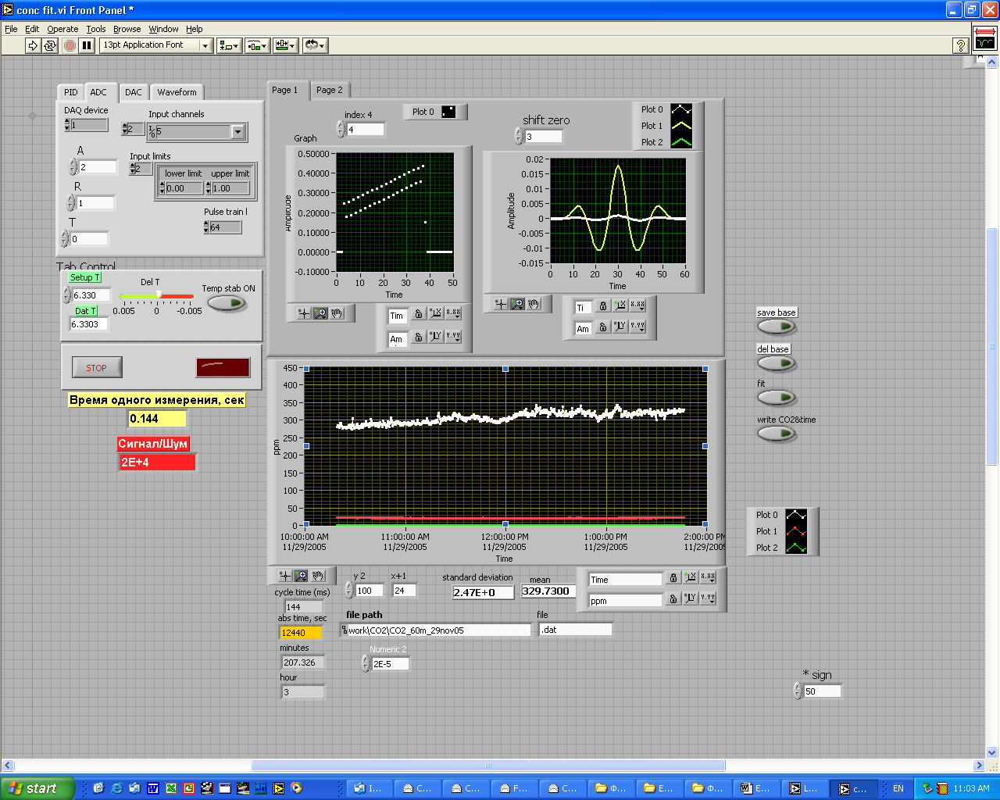 conc fit.vi Front Panel *
File Edit Operate Tools Browse Window Help
13pt Application Font
?
PID ADC DAC Waveform
DAQ device
1
Input channels
2
5
A
2
Input limits
2
lower limit upper limit
0.00 1.00
R
1
Pulse train l
64
T
0
Tab Control
Setup T
6.330
Del T
0.005 0 -0.005
Temp stab ON
Dat T
6.3303
STOP
Время одного измерения, сек
0.144
Сигнал/Шум
2E+4
Page 1 Page 2
index 4
4
Plot 0
Graph
Amplitude
0.50000
0.40000
0.30000
0.20000
0.10000
0.00000
-0.10000
0 10 20 30 40 50
Time
Tim
Am
X.XX
Y.YY
shift zero
3
Plot 0
Plot 1
Plot 2
Amplitude
0.02
0.015
0.01
0.005
0
-0.005
-0.01
-0.015
0 10 20 30 40 50 60
Time
Ti
Am
X.XX
Y.YY
save base
del base
fit
write CO2&time
ppm
450
400
350
300
250
200
150
100
50
0
10:00:00 AM 11:00:00 AM 12:00:00 PM 1:00:00 PM 2:00:00 PM
11/29/2005 11/29/2005 11/29/2005 11/29/2005 11/29/2005
Time
Plot 0
Plot 1
Plot 2
y 2
100
x+1
24
standard deviation
2.47E+0
mean
329.7300
Time
ppm
X.XX
Y.YY
cycle time (ms)
144
abs time, sec
12440
minutes
207.326
hour
3
file path
work\CO2\CO2_60m_29nov05
file
.dat
Numeric 2
2E-5
* sign
50
start
I... C... C... F... C... Ф... E... Ф... E... L... c...
EN
11:03 AM